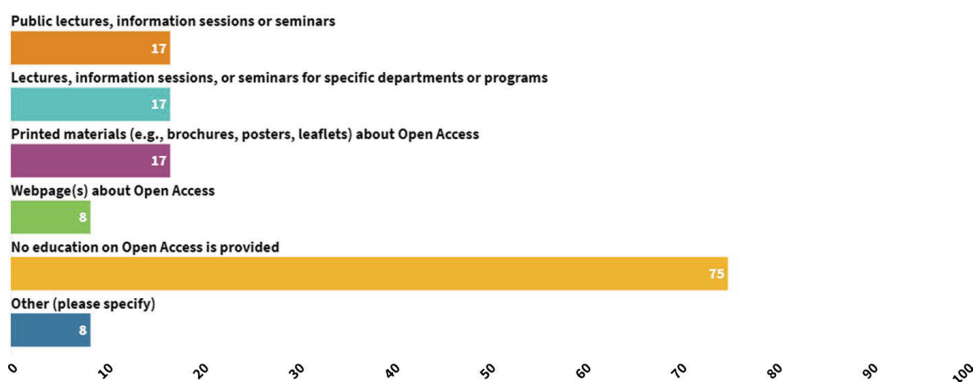 Public lectures, information sessions or seminars
17
Lectures, information sessions, or seminars for specific departments or programs
17
Printed materials (e.g., brochures, posters, leaflets) about Open Access
17
Webpage(s) about Open Access
8
No education on Open Access is provided
75
Other (please specify)
8
0 10 20 30 40 50 60 70 80 90 100